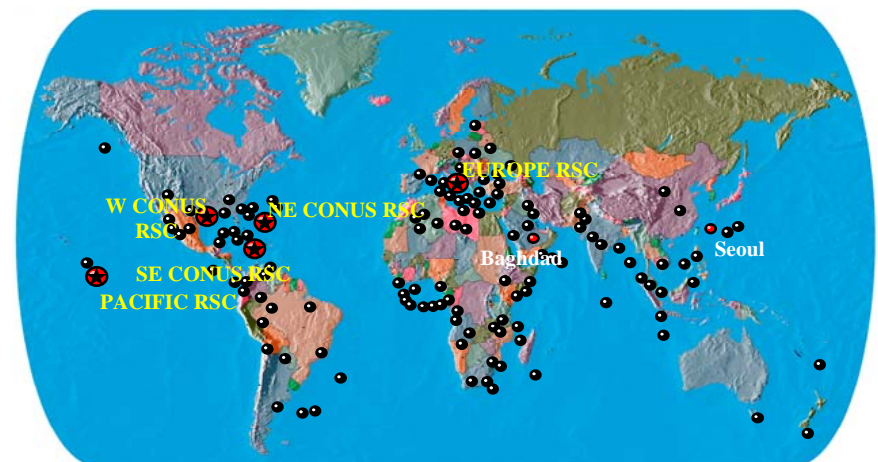 EUROPE RSC
W CONUS
RSC
NE CONUS RSC
Baghdad
Seoul
SE CONUS RSC
PACIFIC RSC